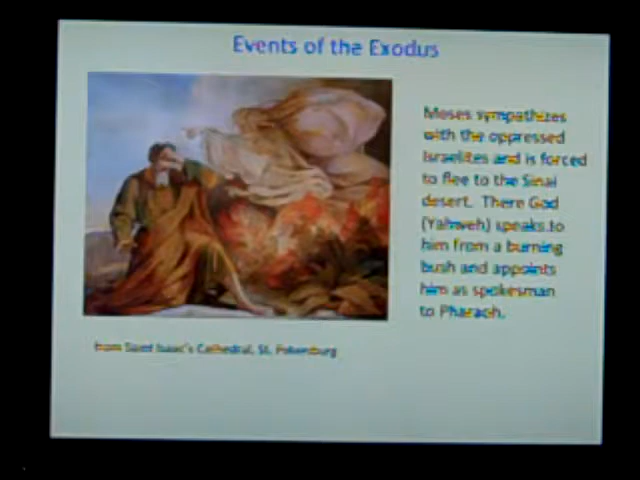 Events of the Exodus
Moses sympathizes
with the oppressed
Israelites and is forced
to flee to the Sinai
desert. There God
(Yahweh) speaks to
him from a burning
bush and appoints
him as spokesman
to Pharaoh.
from Saint Isaac's Cathedral, St. Petersburg